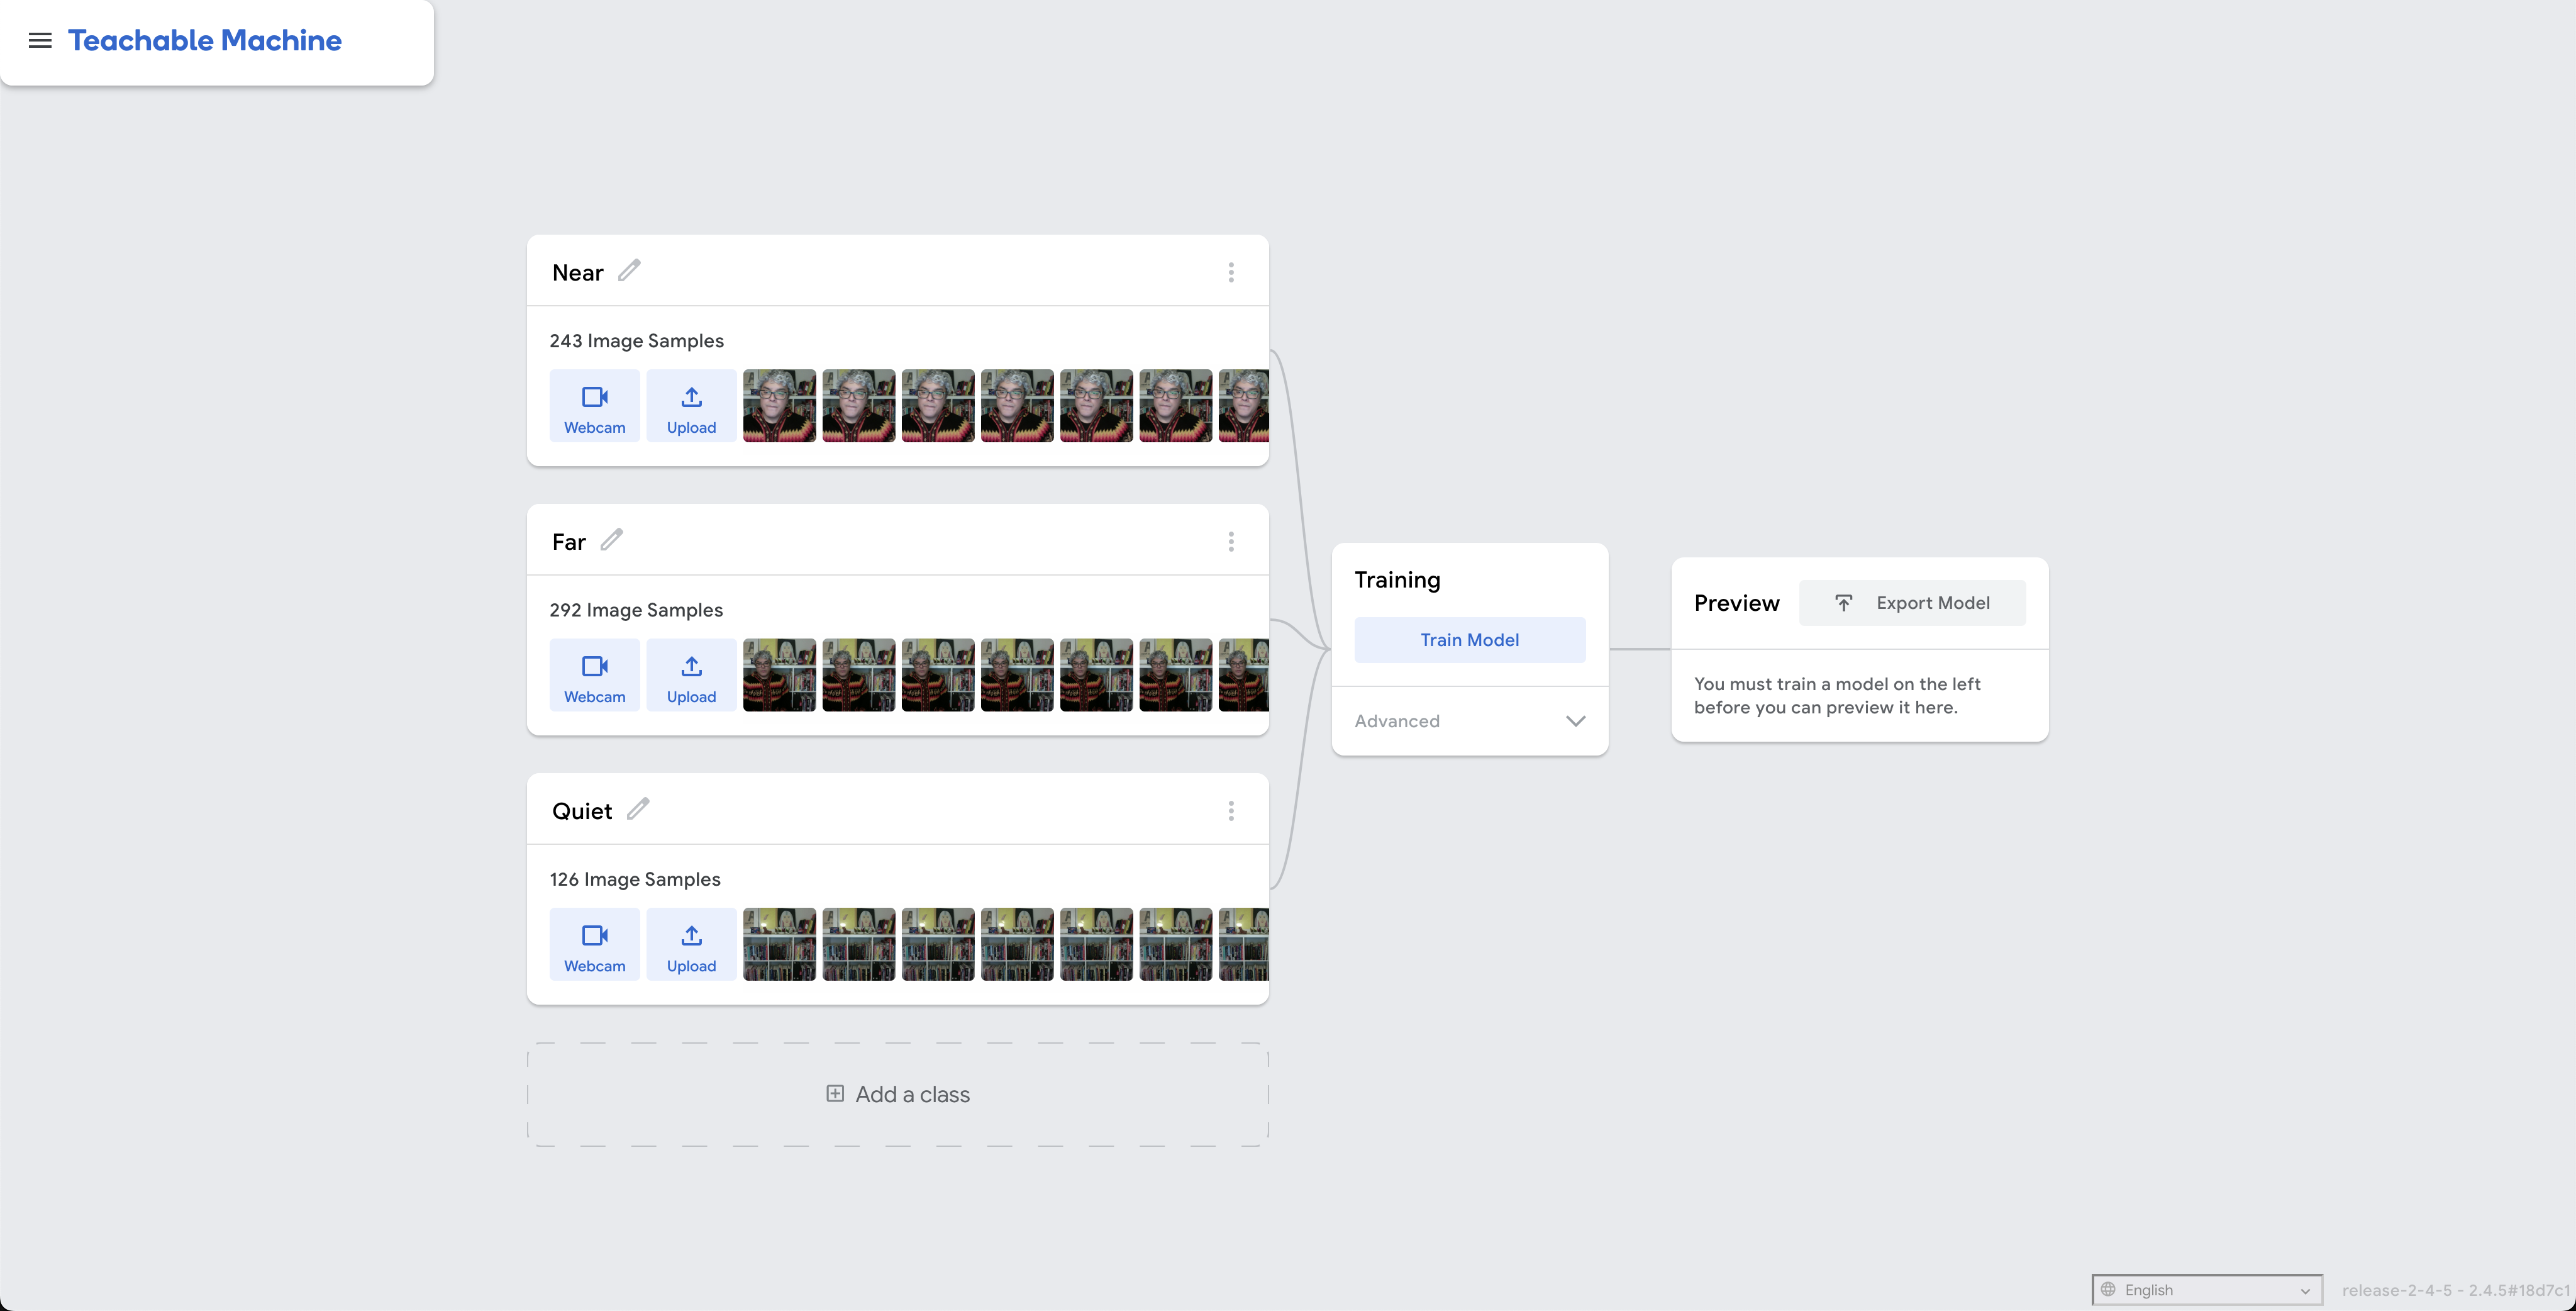 Teachable Machine
Near
243 Image Samples
Webcam
Upload
Far
292 Image Samples
Webcam
Upload
Quiet
126 Image Samples
Webcam
Upload
Add a class
Training
Train Model
Advanced
Preview
Export Model
You must train a model on the left
before you can preview it here.
English
release-2-4-5 - 2.4.5#18d7c1